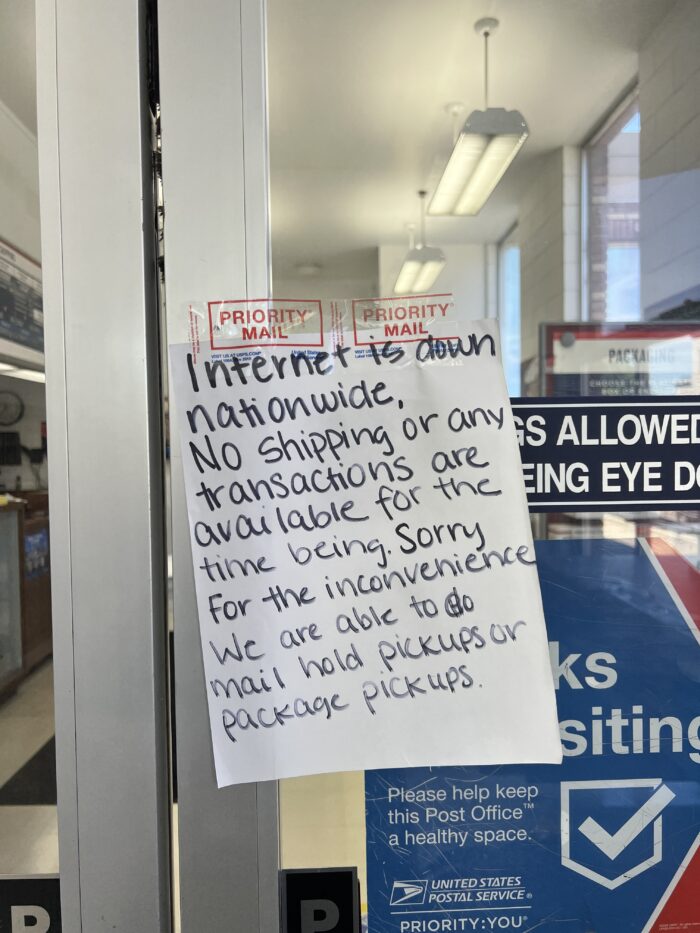 PRIORITY
MAIL
PRIORITY
MAIL
Internet is down
nationwide.
No shipping or any
transactions are
available for the
time being. Sorry
for the inconvenience
We are able to do
mail hold pickups or
package pickups.
PACKAGING
GS ALLOWED
EING EYE DO
ks
siting
Please help keep
this Post Office™
a healthy space.
UNITED STATES
POSTAL SERVICE®
PRIORITY:YOU®
P
P